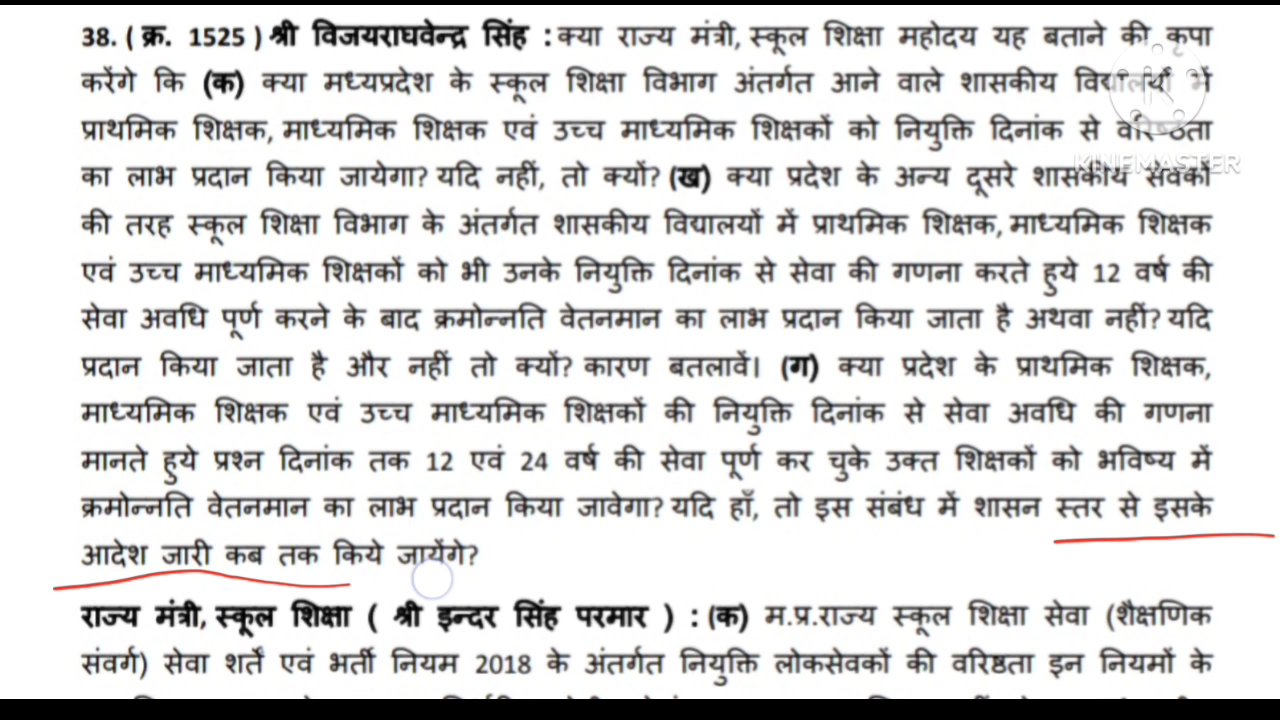 38. ( क्र. 1525 ) श्री विजयराघवेन्द्र सिंह : क्या राज्य मंत्री, स्कूल शिक्षा महोदय यह बताने की कृपा
करेंगे कि (क) क्या मध्यप्रदेश के स्कूल शिक्षा विभाग अंतर्गत आने वाले शासकीय विद्यालयों में
प्राथमिक शिक्षक, माध्यमिक शिक्षक एवं उच्च माध्यमिक शिक्षकों को नियुक्ति दिनांक से वरिष्ठता
KINEMASTER
का लाभ प्रदान किया जायेगा? यदि नहीं, तो क्यों? (ख) क्या प्रदेश के अन्य दूसरे शासकीय सेवकों
की तरह स्कूल शिक्षा विभाग के अंतर्गत शासकीय विद्यालयों में प्राथमिक शिक्षक, माध्यमिक शिक्षक
एवं उच्च माध्यमिक शिक्षकों को भी उनके नियुक्ति दिनांक से सेवा की गणना करते हुये 12 वर्ष की
सेवा अवधि पूर्ण करने के बाद क्रमोन्नति वेतनमान का लाभ प्रदान किया जाता है अथवा नहीं? यदि
प्रदान किया जाता है और नहीं तो क्यों? कारण बतलावें। (ग) क्या प्रदेश के प्राथमिक शिक्षक,
माध्यमिक शिक्षक एवं उच्च माध्यमिक शिक्षकों की नियुक्ति दिनांक से सेवा अवधि की गणना
मानते हुये प्रश्न दिनांक तक 12 एवं 24 वर्ष की सेवा पूर्ण कर चुके उक्त शिक्षकों को भविष्य में
क्रमोन्नति वेतनमान का लाभ प्रदान किया जावेगा? यदि हाँ, तो इस संबंध में शासन स्तर से इसके
आदेश जारी कब तक किये जायेंगे?
राज्य मंत्री, स्कूल शिक्षा ( श्री इन्दर सिंह परमार ) : (क) म.प्र.राज्य स्कूल शिक्षा सेवा (शैक्षणिक
संवर्ग) सेवा शर्तें एवं भर्ती नियम 2018 के अंतर्गत नियुक्ति लोकसेवकों की वरिष्ठता इन नियमों के